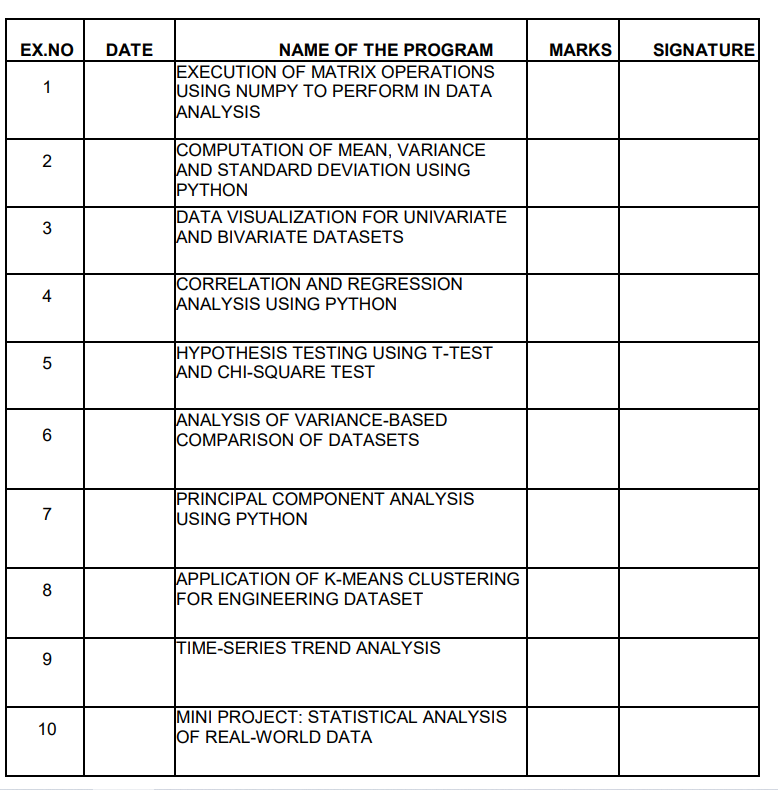 EX.NO DATE NAME OF THE PROGRAM MARKS SIGNATURE
1
EXECUTION OF MATRIX OPERATIONS
USING NUMPY TO PERFORM IN DATA
ANALYSIS
2
COMPUTATION OF MEAN, VARIANCE
AND STANDARD DEVIATION USING
PYTHON
3
DATA VISUALIZATION FOR UNIVARIATE
AND BIVARIATE DATASETS
4
CORRELATION AND REGRESSION
ANALYSIS USING PYTHON
5
HYPOTHESIS TESTING USING T-TEST
AND CHI-SQUARE TEST
6
ANALYSIS OF VARIANCE-BASED
COMPARISON OF DATASETS
7
PRINCIPAL COMPONENT ANALYSIS
USING PYTHON
8
APPLICATION OF K-MEANS CLUSTERING
FOR ENGINEERING DATASET
9
TIME-SERIES TREND ANALYSIS
10
MINI PROJECT: STATISTICAL ANALYSIS
OF REAL-WORLD DATA